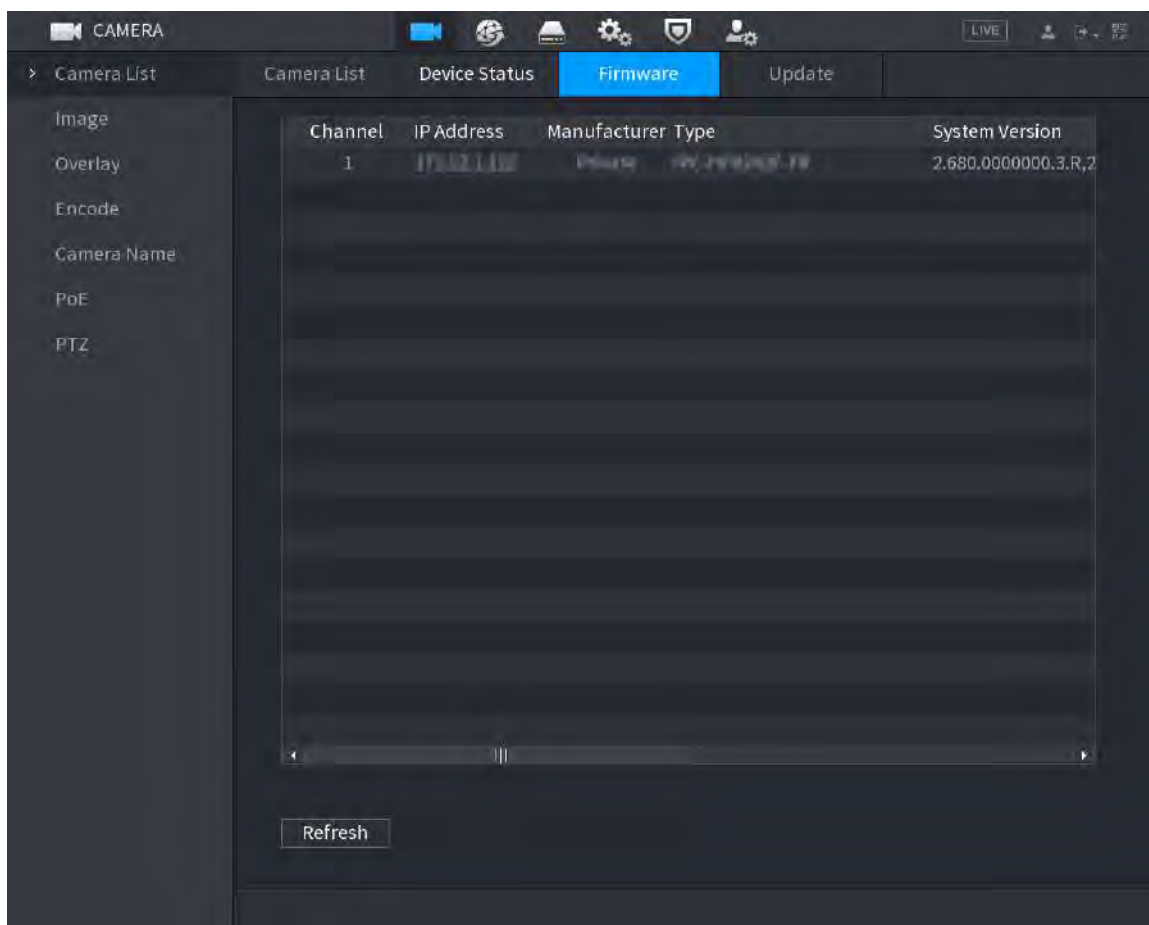 CAMERA LIVE
Camera List Camera List Device Status Firmware Update
Image
Channel IP Address Manufacturer Type System Version
Overlay 1 2.680.0000000.3.R,2
Encode
Camera Name
PoE
PTZ
Refresh